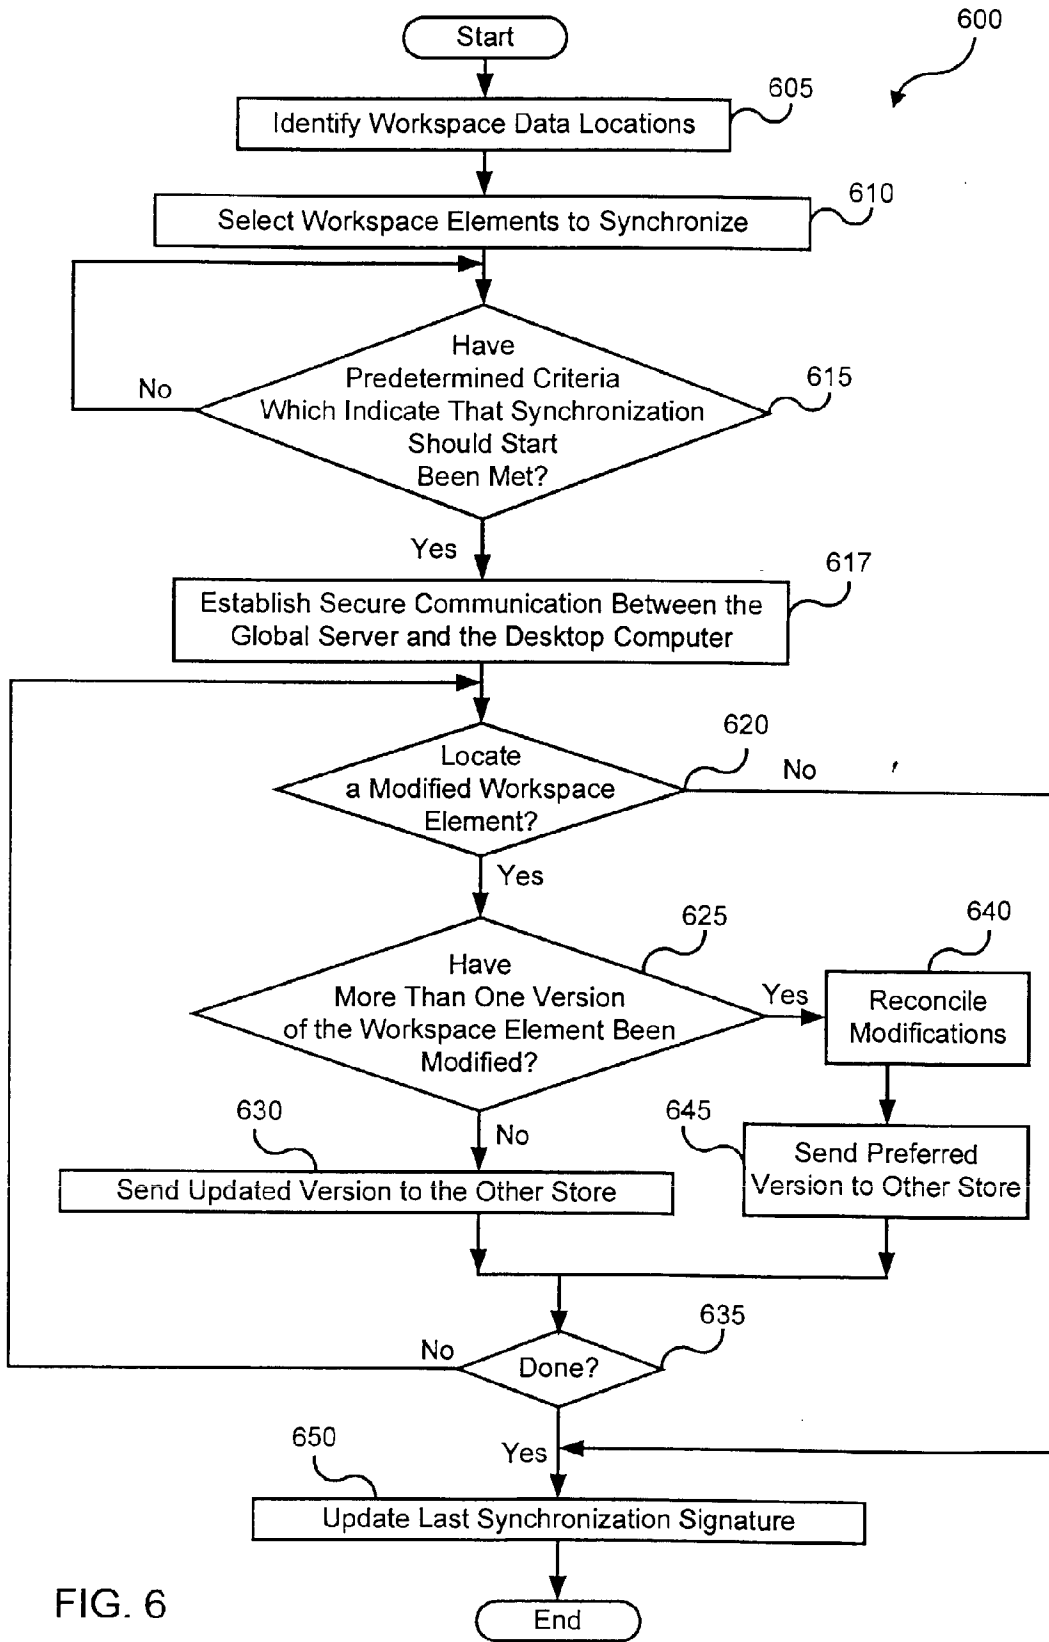 Start
600
605
Identify Workspace Data Locations
610
Select Workspace Elements to Synchronize
Have
Predetermined Criteria
Which Indicate That Synchronization
Should Start
Been Met?
615
No
Yes
617
Establish Secure Communication Between the
Global Server and the Desktop Computer
620
Locate
a Modified Workspace
Element?
No
Yes
625
640
Have
More Than One Version
of the Workspace Element Been
Modified?
Yes
Reconcile
Modifications
630
No
645
Send Updated Version to the Other Store
Send Preferred
Version to Other Store
635
No
Done?
650
Yes
Update Last Synchronization Signature
FIG. 6
End